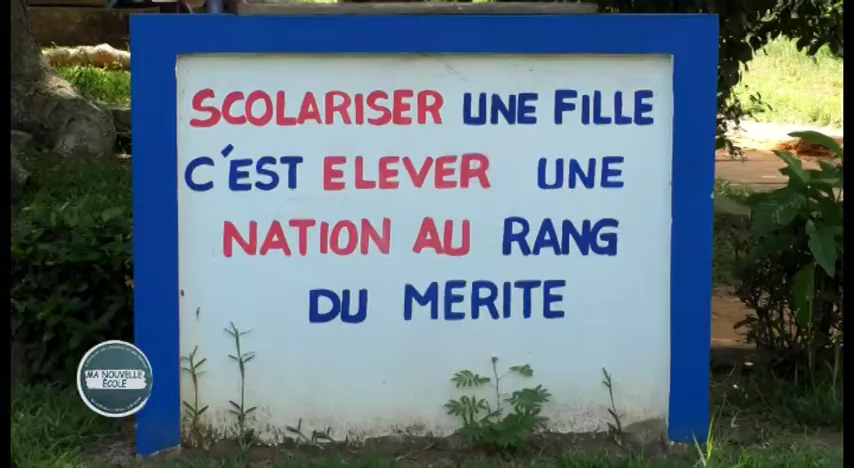 SCOLARISER UNE FILLE
C'EST ELEVER UNE
NATION AU RANG
DU MERITE
MA NOUVELLE
ÉCOLE